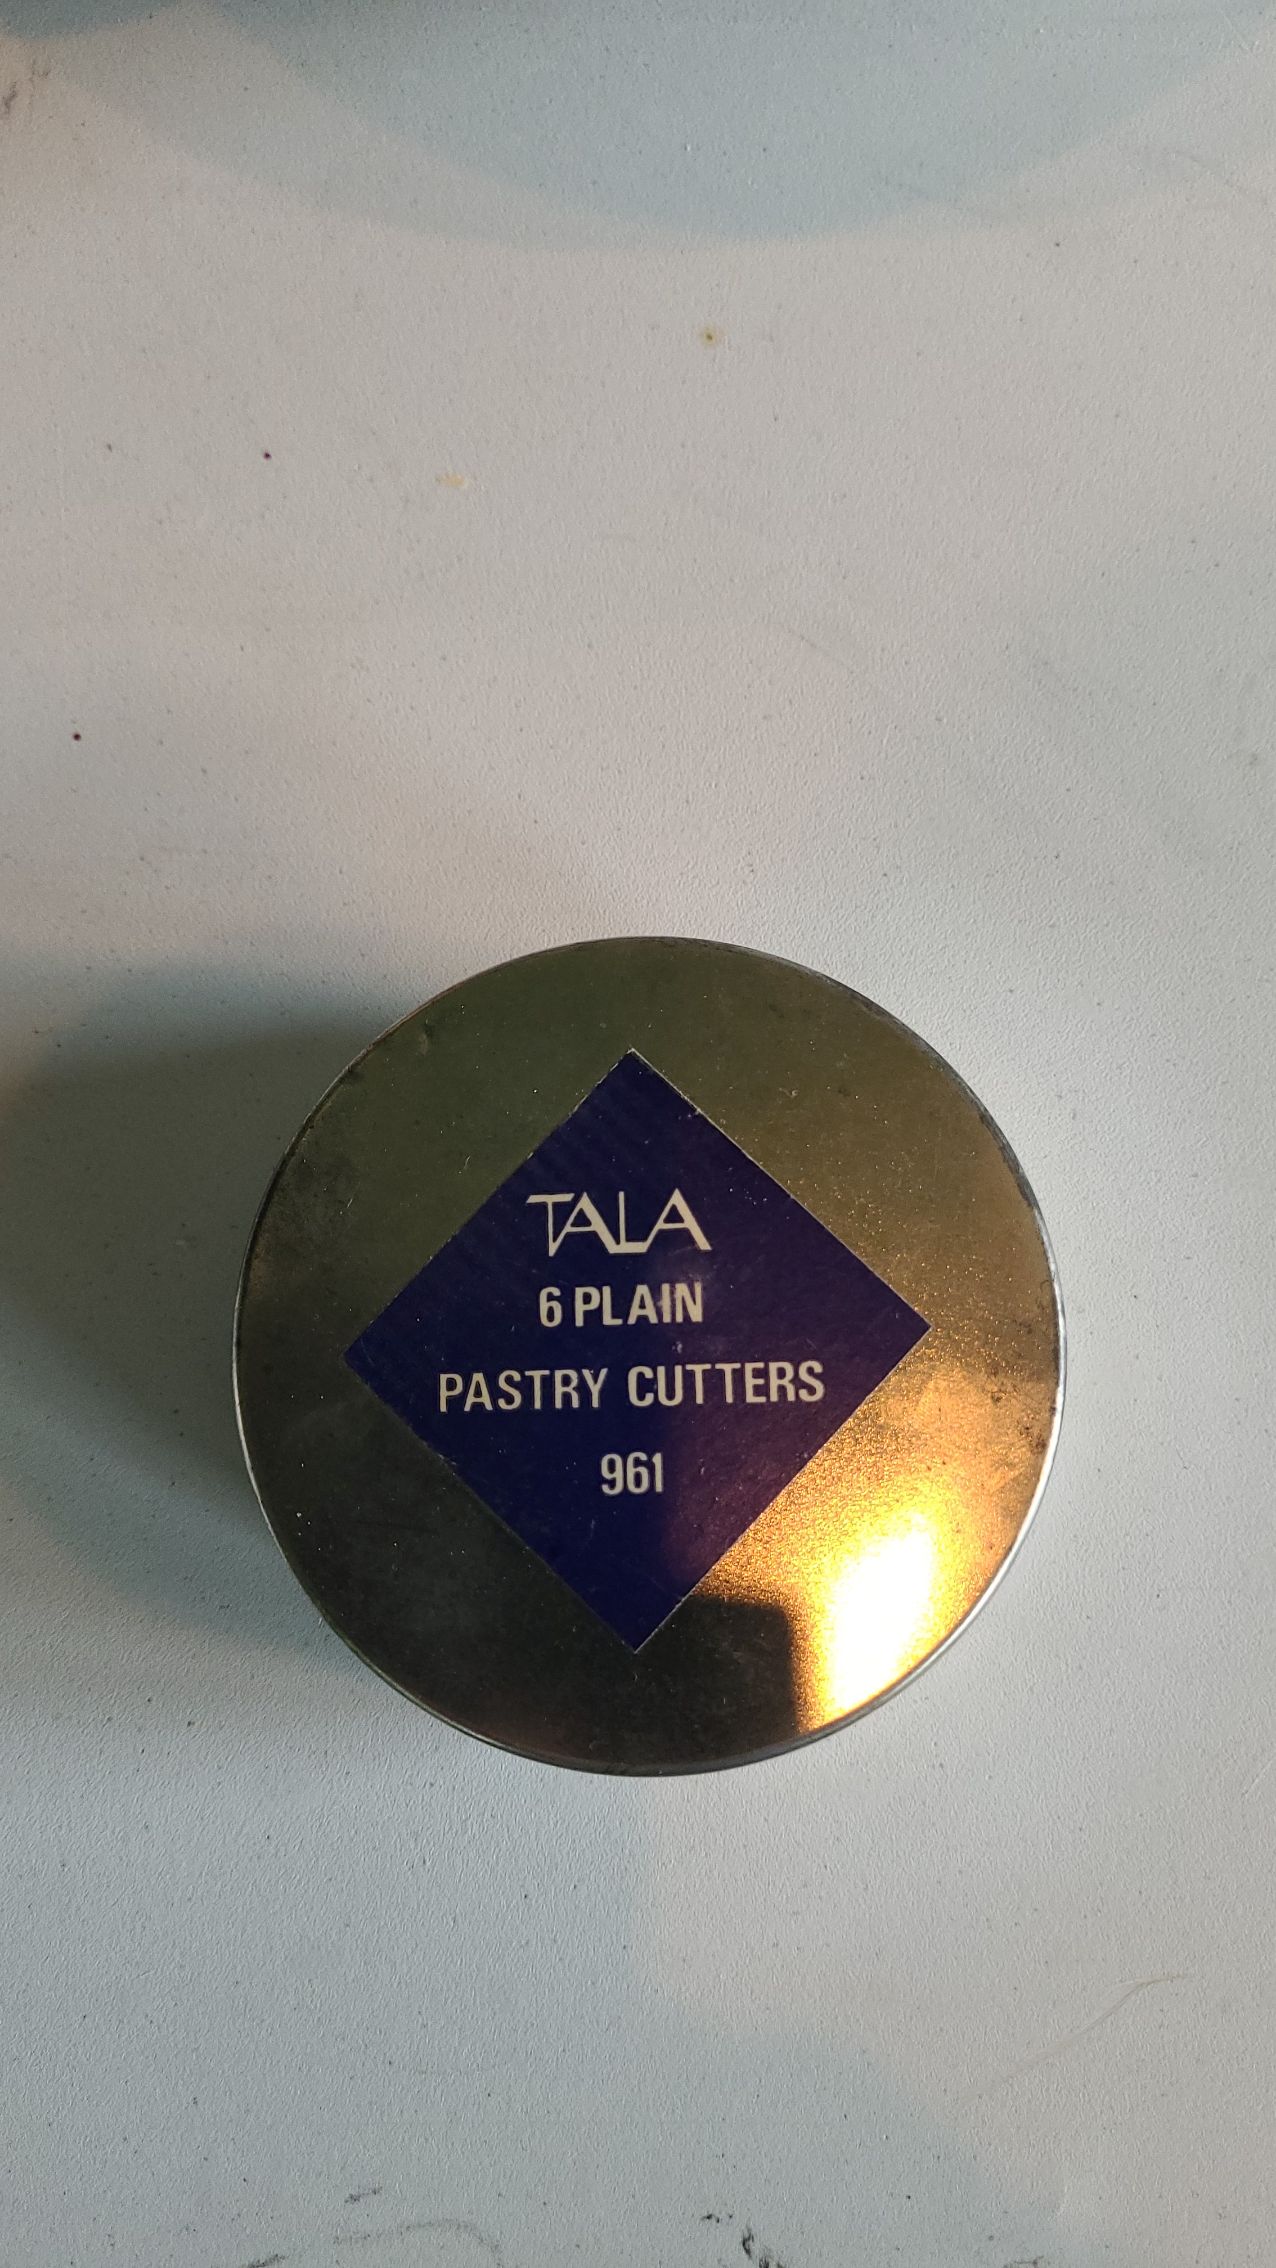 TALA
6 PLAIN
PASTRY CUTTERS
961